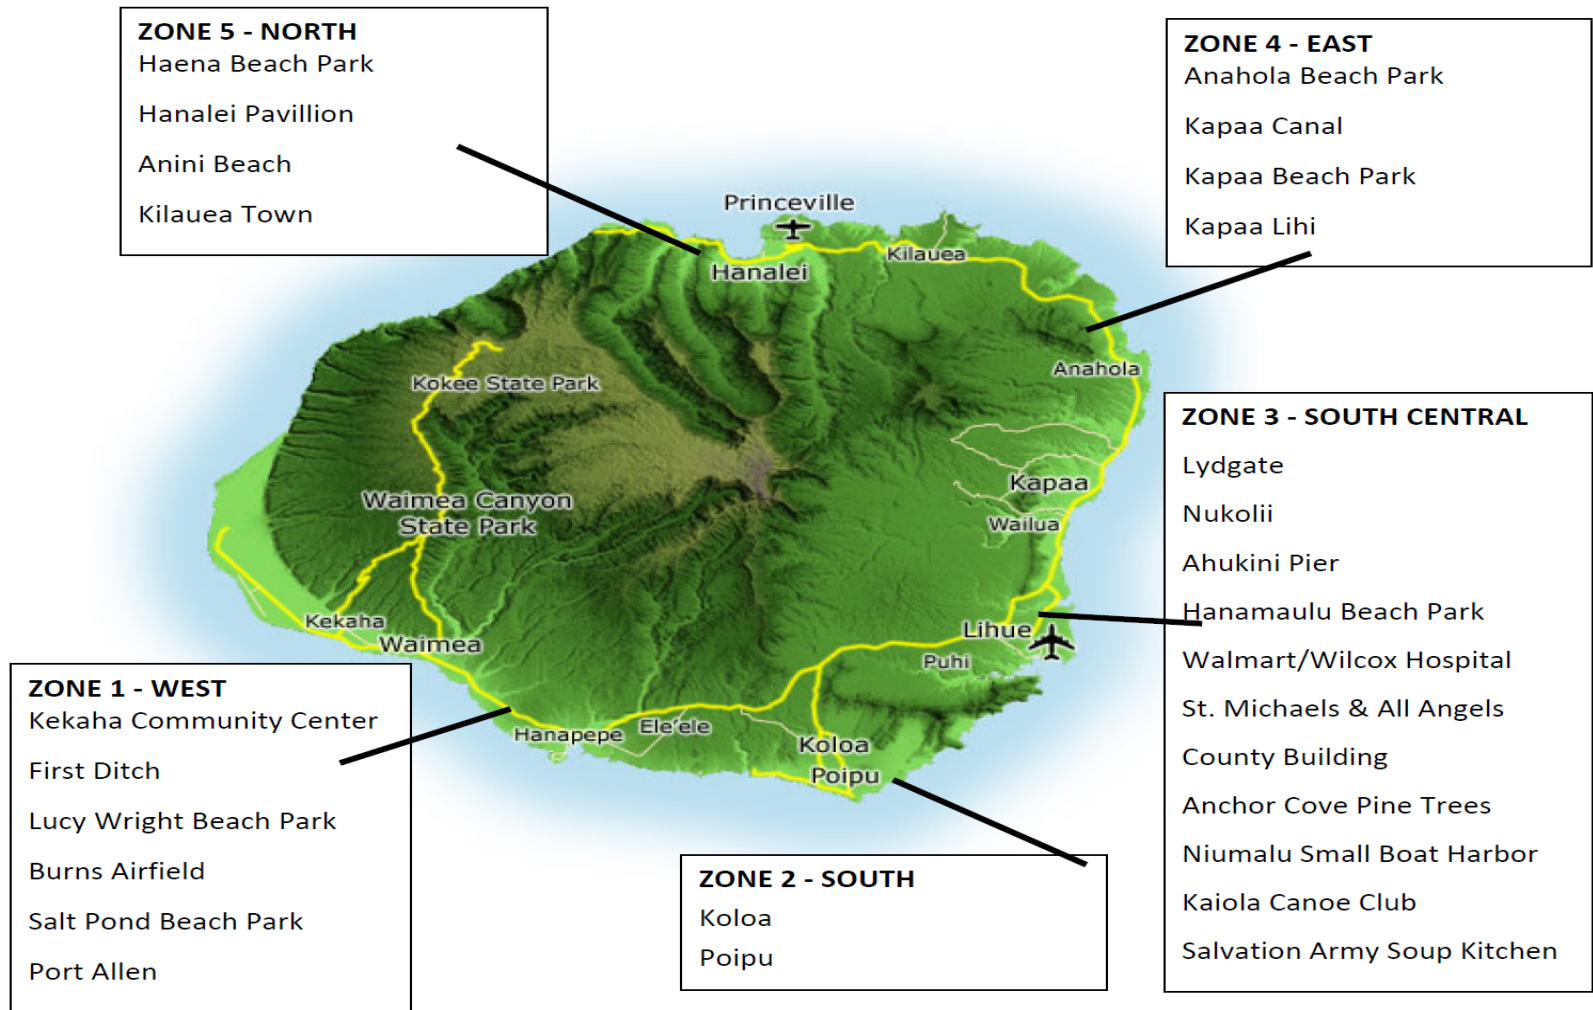 ZONE 5 - NORTH
Haena Beach Park
Hanalei Pavillion
Anini Beach
Kilauea Town
ZONE 4 - EAST
Anahola Beach Park
Kapaa Canal
Kapaa Beach Park
Kapaa Lihi
Princeville
Hanalei
Kilauea
Anahola
Kokee State Park
Waimea Canyon
State Park
Kapaa
Wailua
Kekaha
Waimea
Lihue
Puhi
Hanapepe
Ele'ele
Koloa
Poipu
ZONE 3 - SOUTH CENTRAL
Lydgate
Nukolii
Ahukini Pier
Hanamaulu Beach Park
Walmart/Wilcox Hospital
St. Michaels & All Angels
County Building
Anchor Cove Pine Trees
Niumalu Small Boat Harbor
Kaiola Canoe Club
Salvation Army Soup Kitchen
ZONE 1 - WEST
Kekaha Community Center
First Ditch
Lucy Wright Beach Park
Burns Airfield
Salt Pond Beach Park
Port Allen
ZONE 2 - SOUTH
Koloa
Poipu